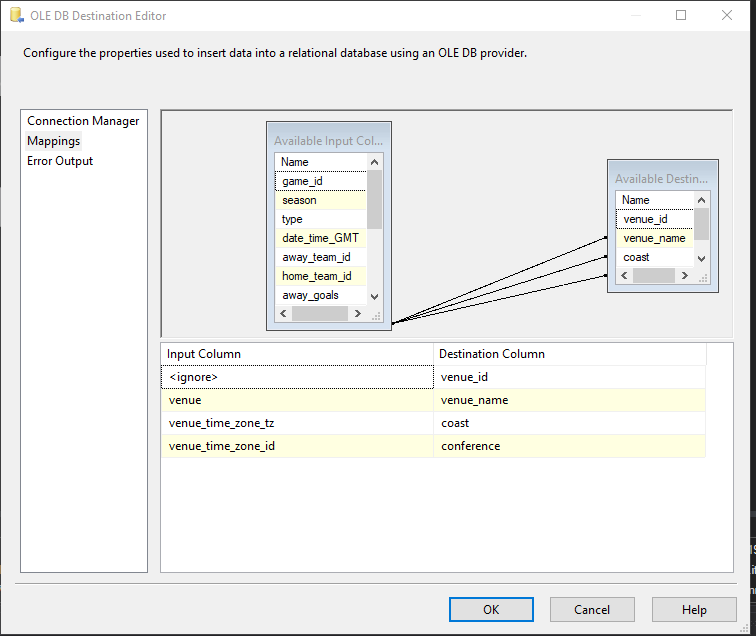 OLE DB Destination Editor
Configure the properties used to insert data into a relational database using an OLE DB provider.
Connection Manager
Mappings
Error Output
Available Input Col...
Name
game_id
season
type
date_time_GMT
away_team_id
home_team_id
away_goals
Available Destin...
Name
venue_id
venue_name
coast
Input Column Destination Column
<ignore> venue_id
venue venue_name
venue_time_zone_tz coast
venue_time_zone_id conference
OK Cancel Help